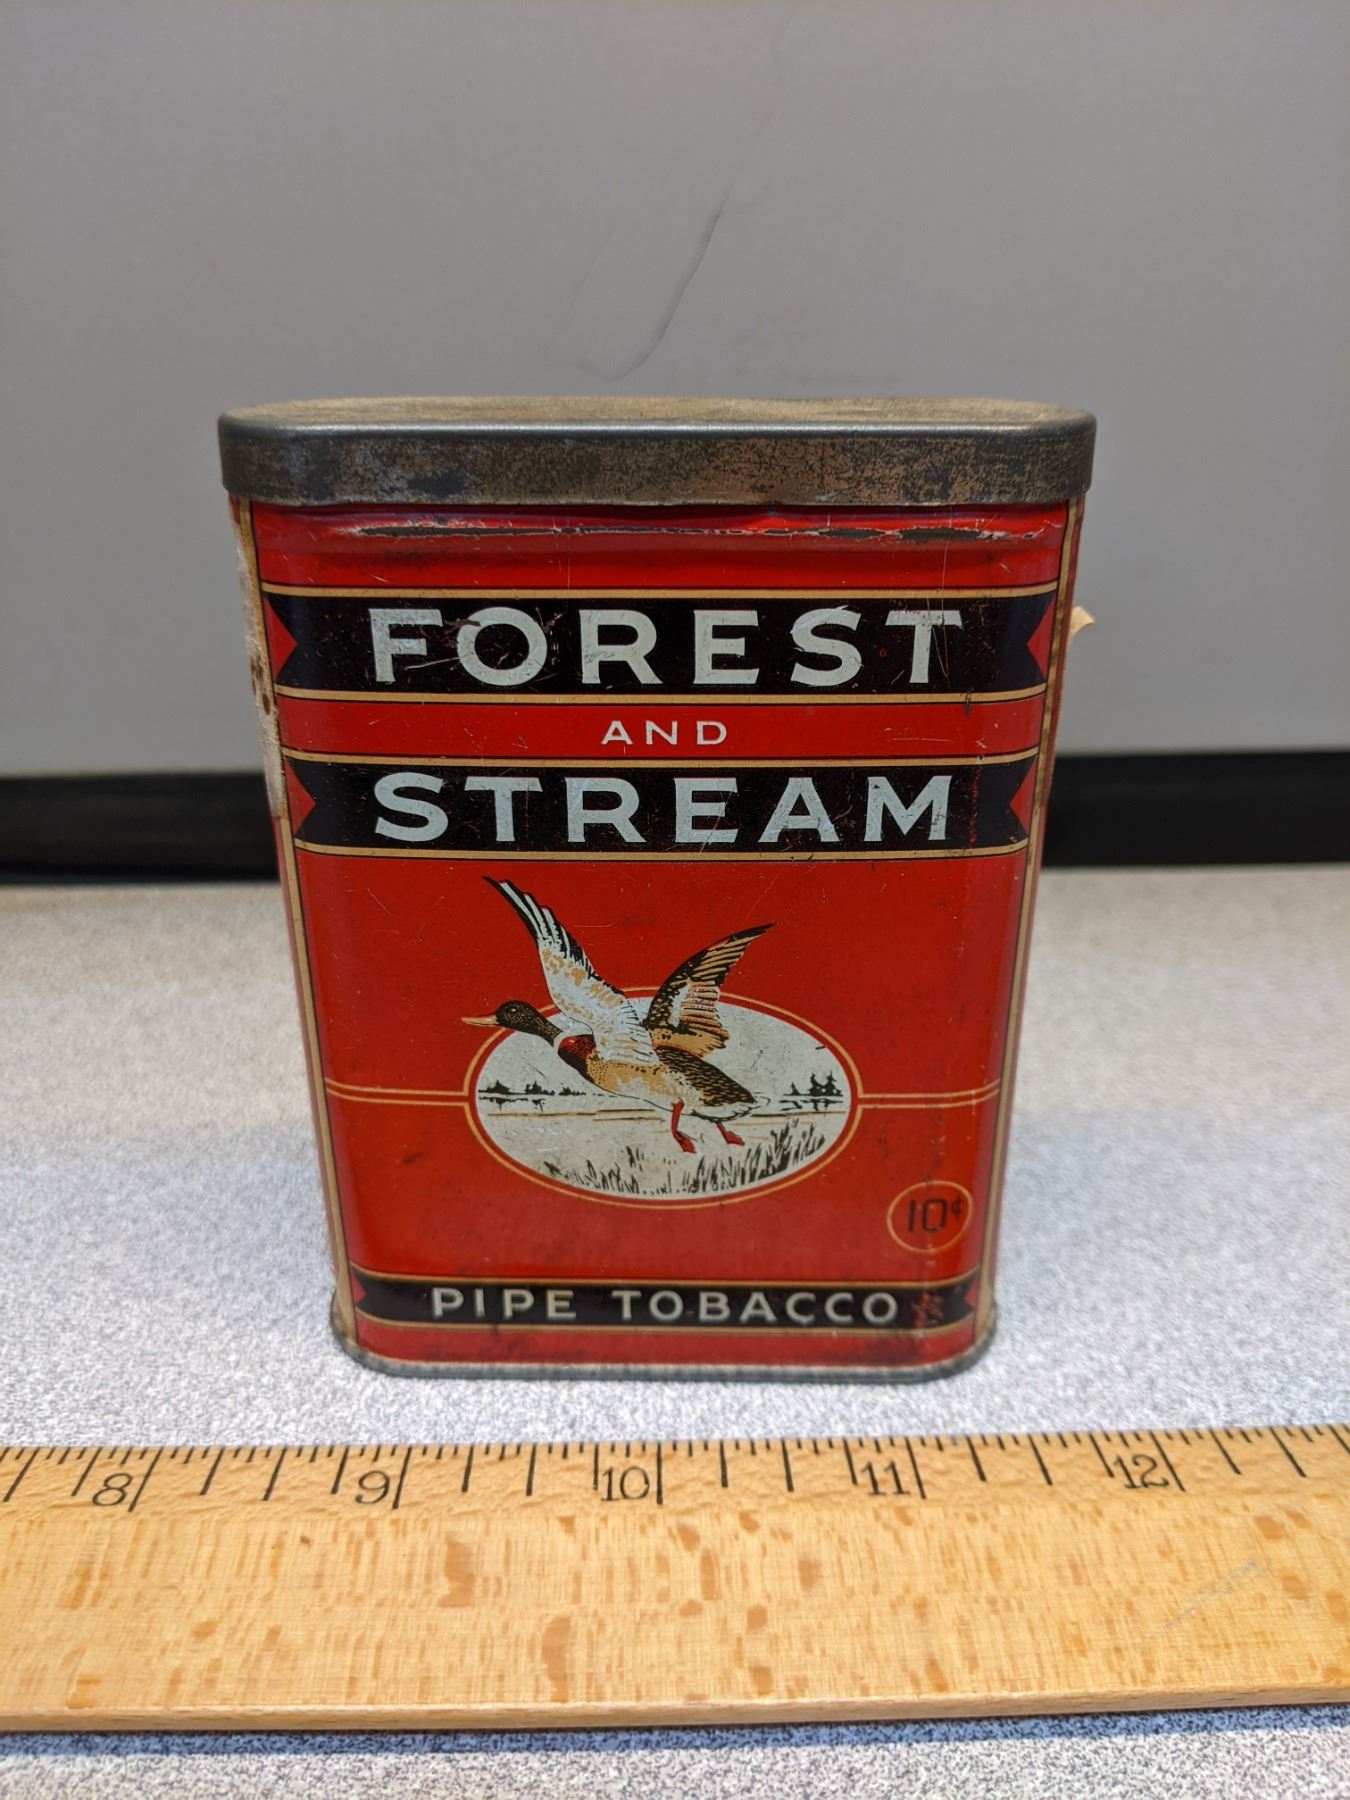 FOREST
AND
STREAM
10¢
PIPE TOBACCO
8 9 10 11 12